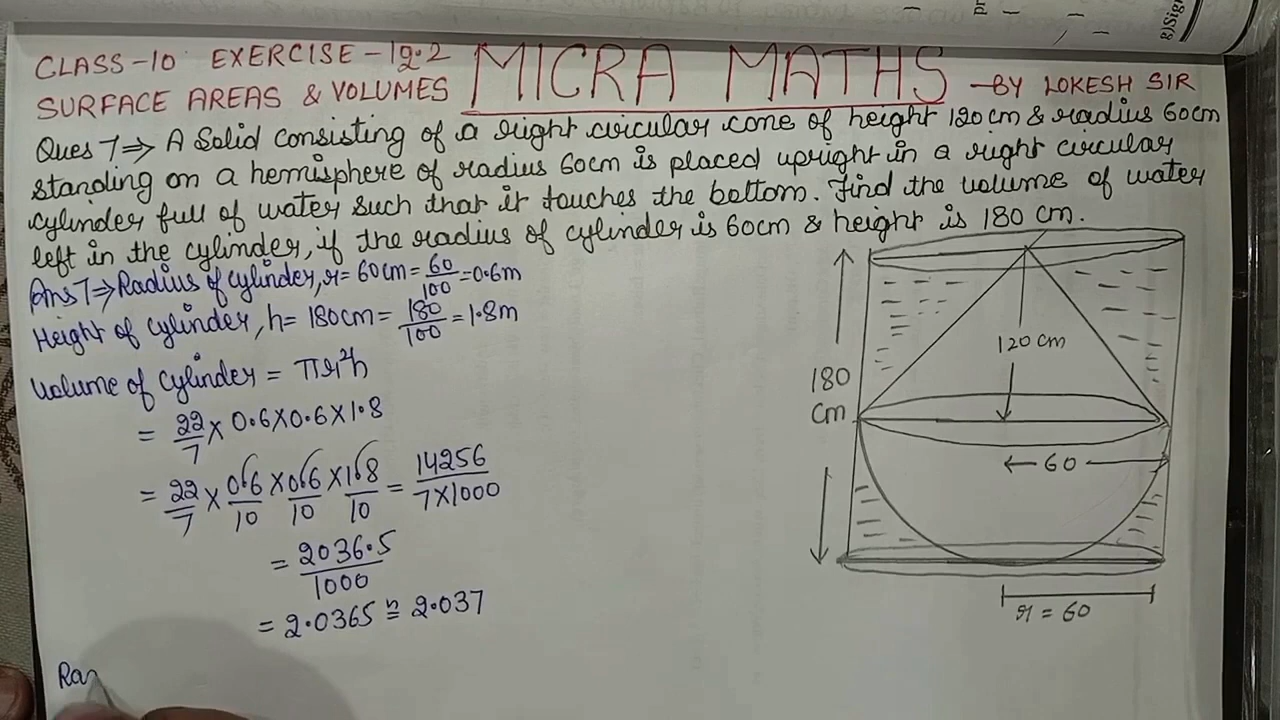 CLASS-10 EXERCISE-12.2
SURFACE AREAS & VOLUMES
MICRA MATHS
-BY LOKESH SIR
Ques 7⇒ A Solid consisting of a right circular cone of height 120cm & radius 60cm
standing on a hemisphere of radius 60cm is placed upright in a right circular
cylinder full of water such that it touches the bottom. Find the volume of water
left in the cylinder, if the radius of cylinder is 60cm & height is 180 cm.
Ans 7⇒ Radius of cylinder, r = 60cm = 60/100 = 0.6m
Height of cylinder, h = 180cm = 180/100 = 1.8m
Volume of cylinder = πr²h
= 22/7 × 0.6 × 0.6 × 1.8
= 22/7 × 06/10 × 06/10 × 18/10 = 14256/7×1000
= 2036.5/1000
= 2.0365 ≅ 2.037
180
cm
120 cm
60
r = 60